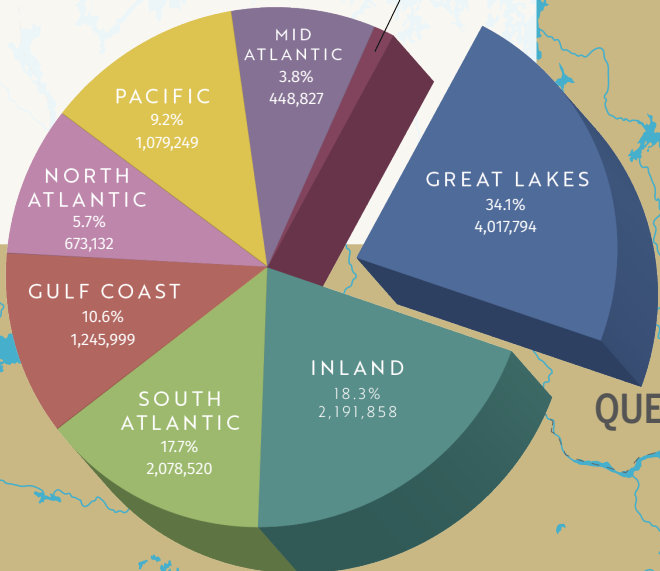 MID
ATLANTIC
3.8%
448,827
PACIFIC
9.2%
1,079,249
NORTH
ATLANTIC
5.7%
673,132
GREAT LAKES
34.1%
4,017,794
GULF COAST
10.6%
1,245,999
INLAND
18.3%
2,191,858
SOUTH
ATLANTIC
17.7%
2,078,520
QUE